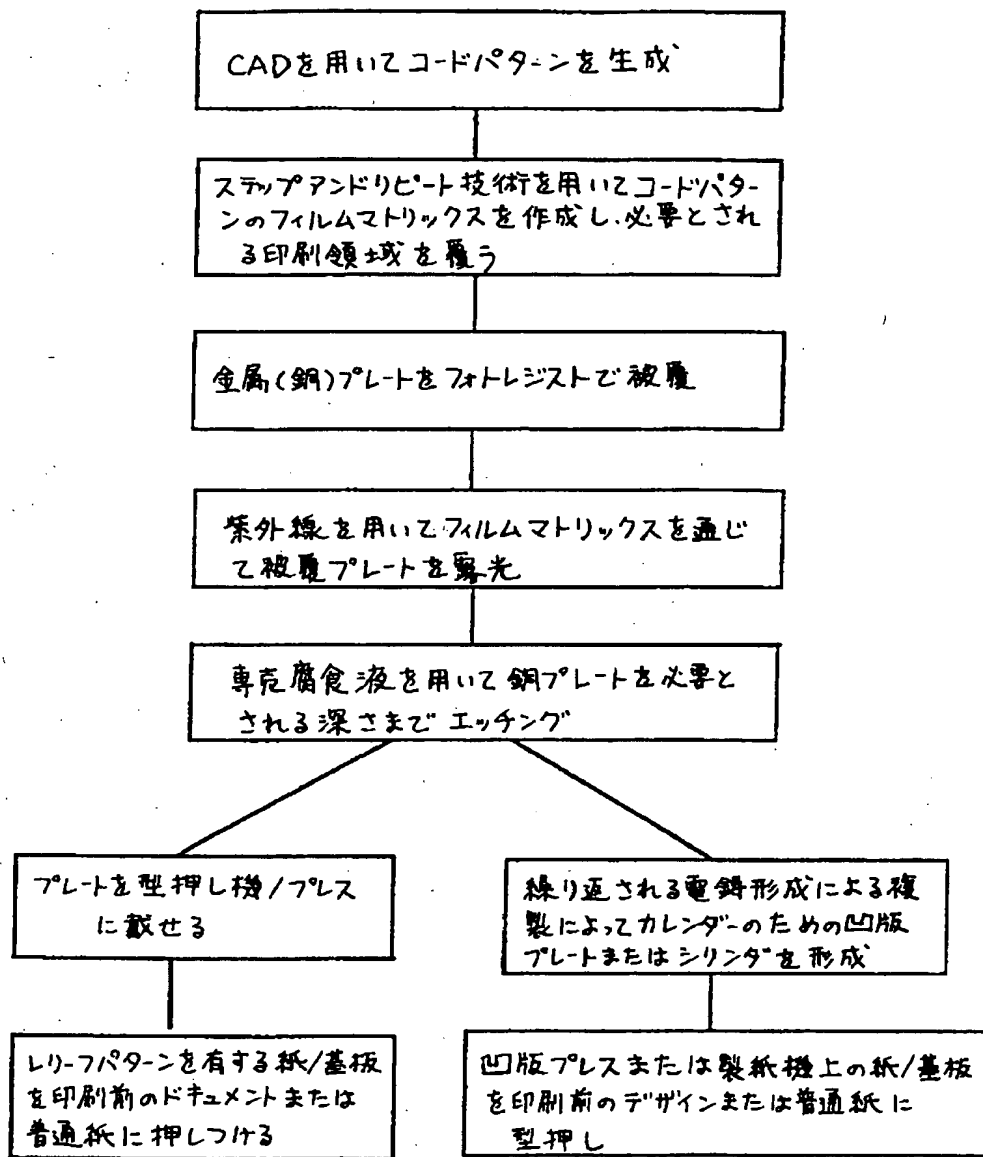 CADを用いてコードパターンを生成
ステップアンドリピート技術を用いてコードパター
ンのフィルムマトリックスを作成し、必要とされ
る印刷領域を覆う
金属(銅)プレートをフォトレジストで被覆
紫外線を用いてフィルムマトリックスを通じ
て被覆プレートを露光
専売腐食液を用いて銅プレートを必要と
される深さまでエッチング
プレートを型押し機/プレス
に載せる
繰り返される電鋳形成による複
製によってカレンダーのための凹版
プレートまたはシリンダを形成
レリーフパターンを有する紙/基板
を印刷前のドキュメントまたは
普通紙に押しつける
凹版プレスまたは製紙機上の紙/基板
を印刷前のデザインまたは普通紙に
型押し